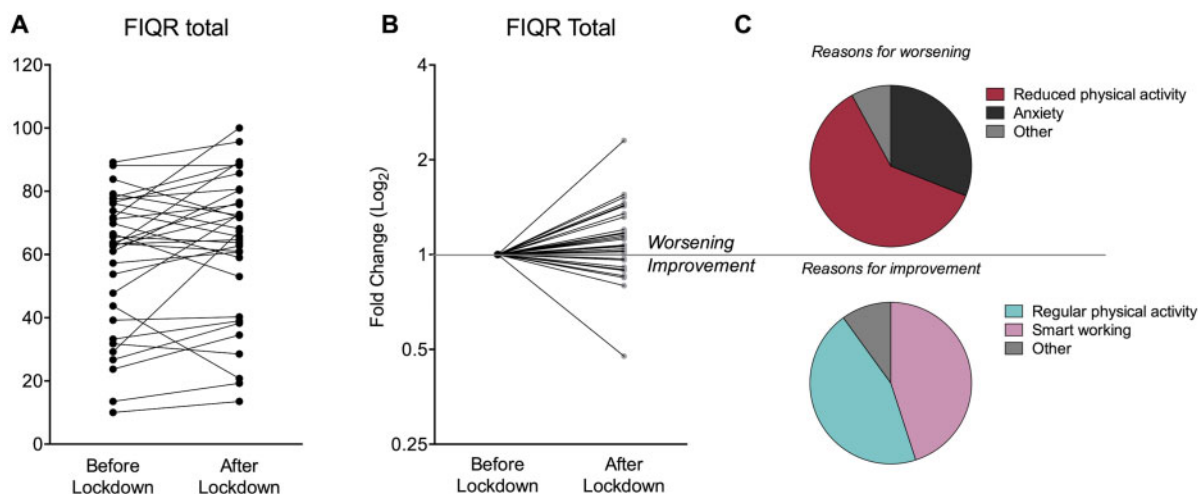 A
FIQR total
120
100
80
60
40
20
0
Before
Lockdown
After
Lockdown
B
FIQR Total
Fold Change (Log2)
4
2
1
0.5
0.25
Worsening
Improvement
Before
Lockdown
After
Lockdown
C
Reasons for worsening
Reduced physical activity
Anxiety
Other
Reasons for improvement
Regular physical activity
Smart working
Other